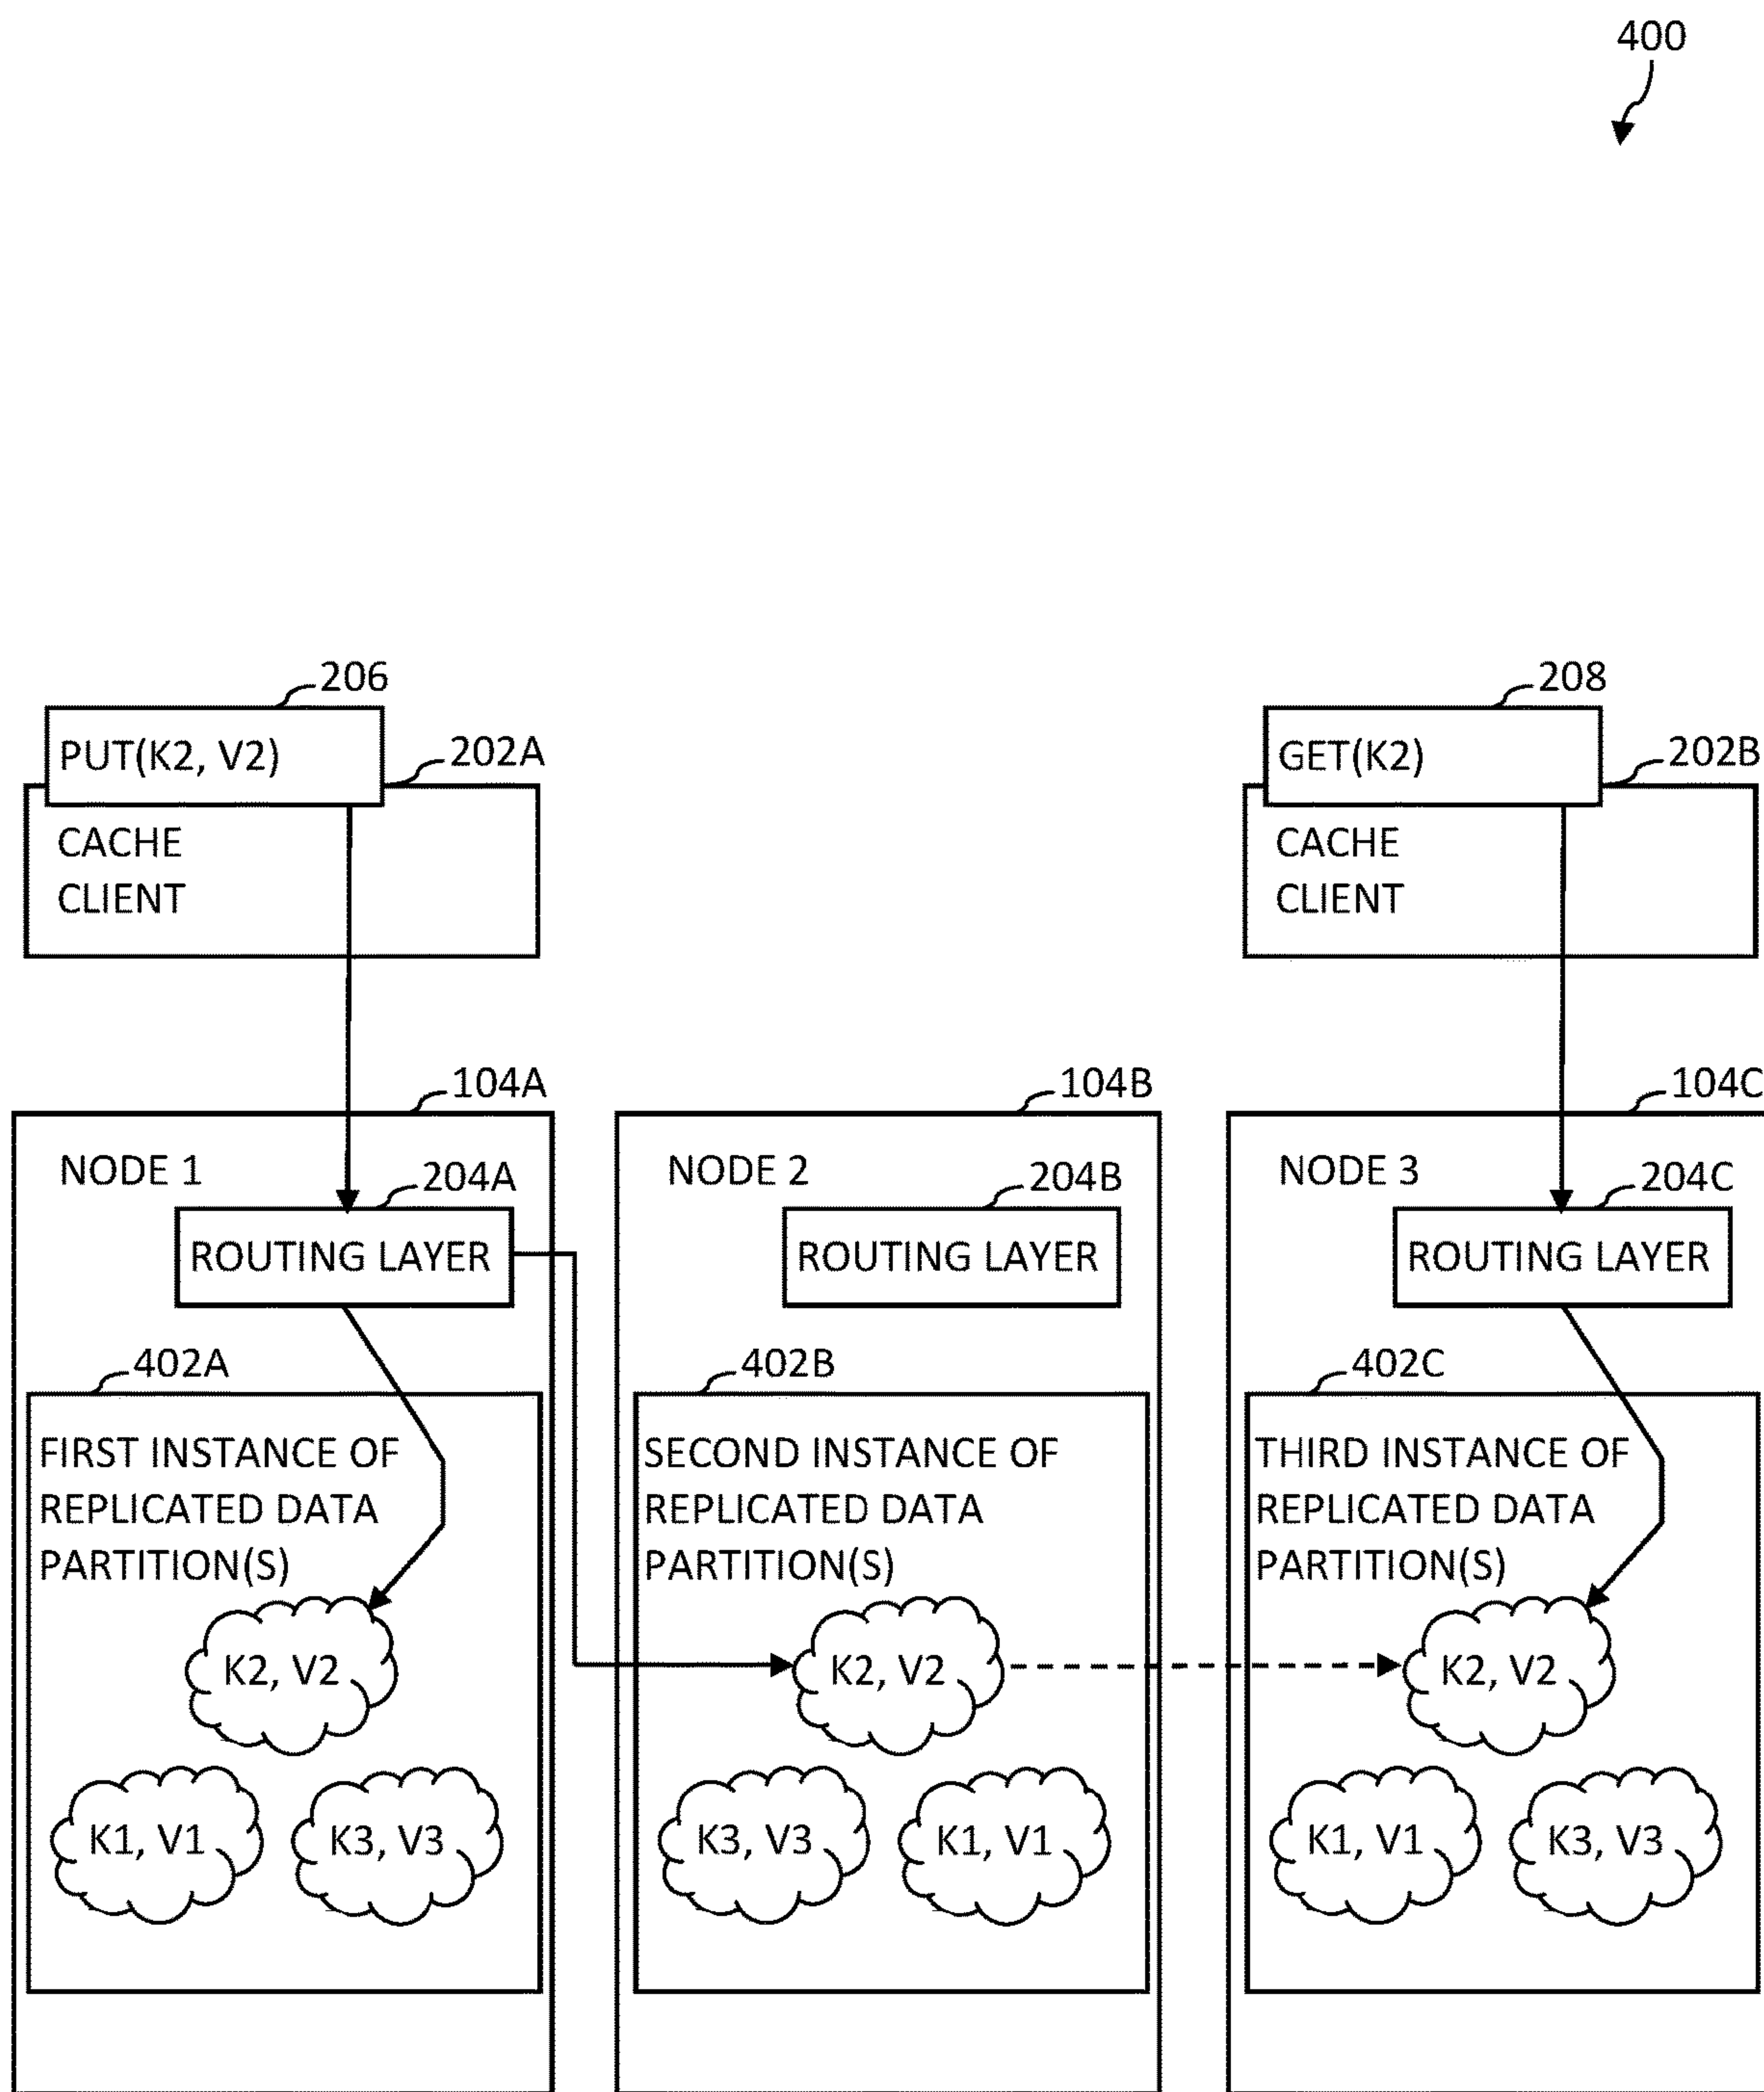 400
206
208
PUT(K2, V2)
202A
GET(K2)
202B
CACHE
CLIENT
CACHE
CLIENT
104A
104B
104C
NODE 1
NODE 2
NODE 3
204A
204B
204C
ROUTING LAYER
ROUTING LAYER
ROUTING LAYER
402A
402B
402C
FIRST INSTANCE OF
REPLICATED DATA
PARTITION(S)
SECOND INSTANCE OF
REPLICATED DATA
PARTITION(S)
THIRD INSTANCE OF
REPLICATED DATA
PARTITION(S)
K2, V2
K2, V2
K2, V2
K1, V1
K3, V3
K3, V3
K1, V1
K1, V1
K3, V3